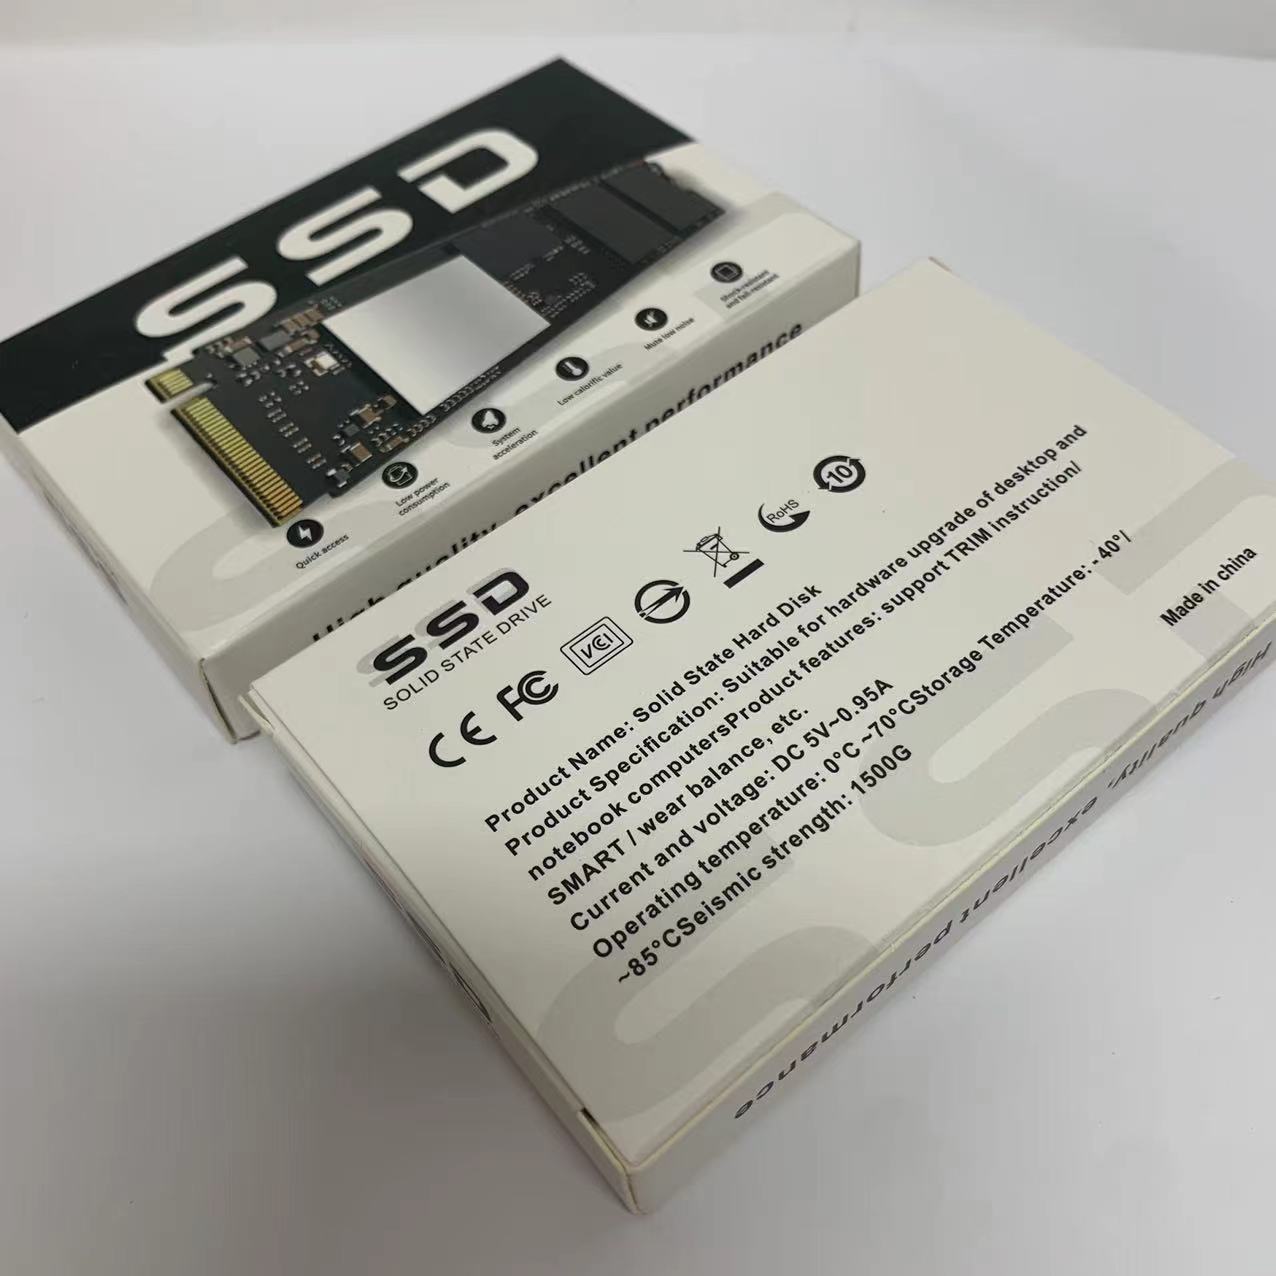 SSD
Quick access
Low power
consumption
System
acceleration
Low calorific value
Mute low noise
Shock-resistant
and fall-resistant
High quality, excellent performance
SSD
SOLID STATE DRIVE
CE FC VCI RoHS 10
Product Name: Solid State Hard Disk
Product Specification: Suitable for hardware upgrade of desktop and
notebook computersProduct features: support TRIM instruction/
SMART / wear balance, etc.
Current and voltage: DC 5V~0.95A
Operating temperature: 0°C ~70°CStorage Temperature: - 40°/
~85°CSeismic strength: 1500G
Made in china
High quality, excellent performance